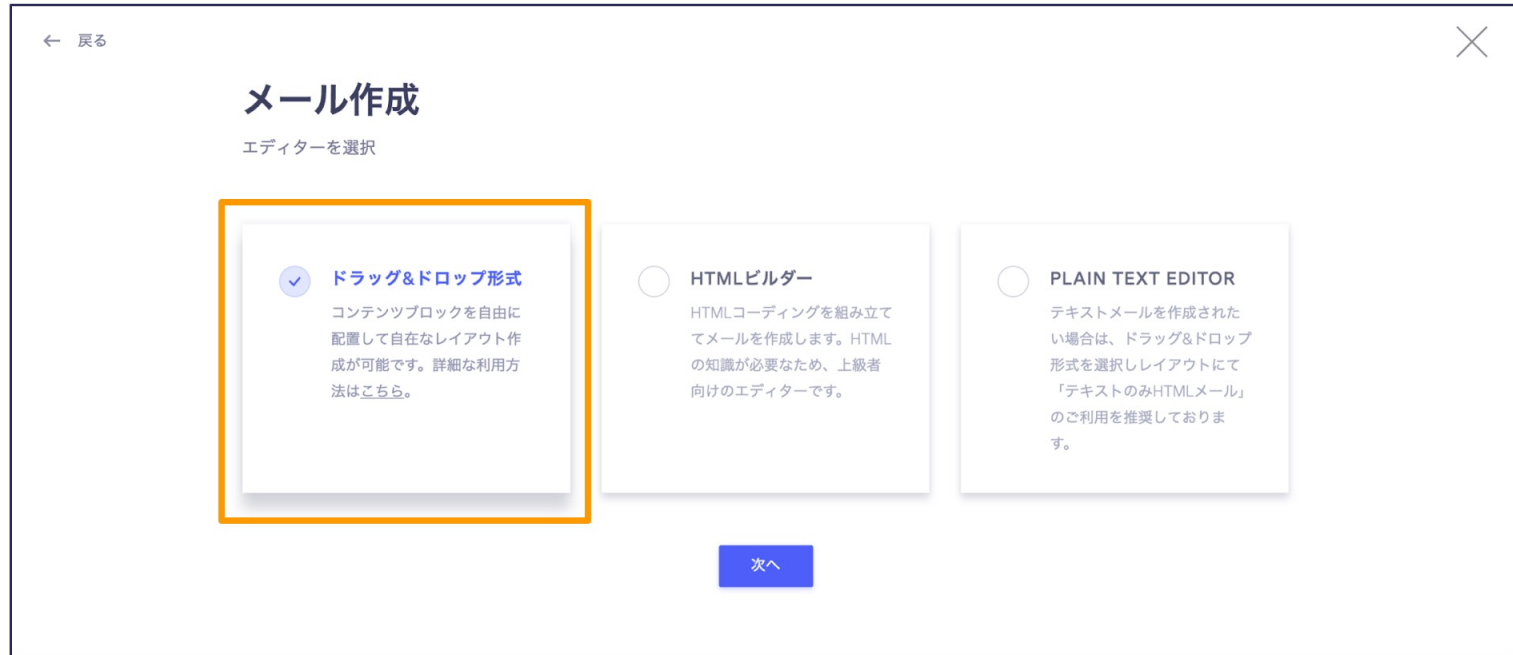 ← 戻る
メール作成
エディターを選択
ドラッグ&ドロップ形式
コンテンツブロックを自由に
配置して自在なレイアウト作
成が可能です。詳細な利用方
法はこちら。
HTMLビルダー
HTMLコーディングを組み立て
てメールを作成します。HTML
の知識が必要なため、上級者
向けのエディターです。
PLAIN TEXT EDITOR
テキストメールを作成された
い場合は、ドラッグ&ドロップ
形式を選択しレイアウトにて
「テキストのみHTMLメール」
のご利用を推奨しておりま
す。
次へ